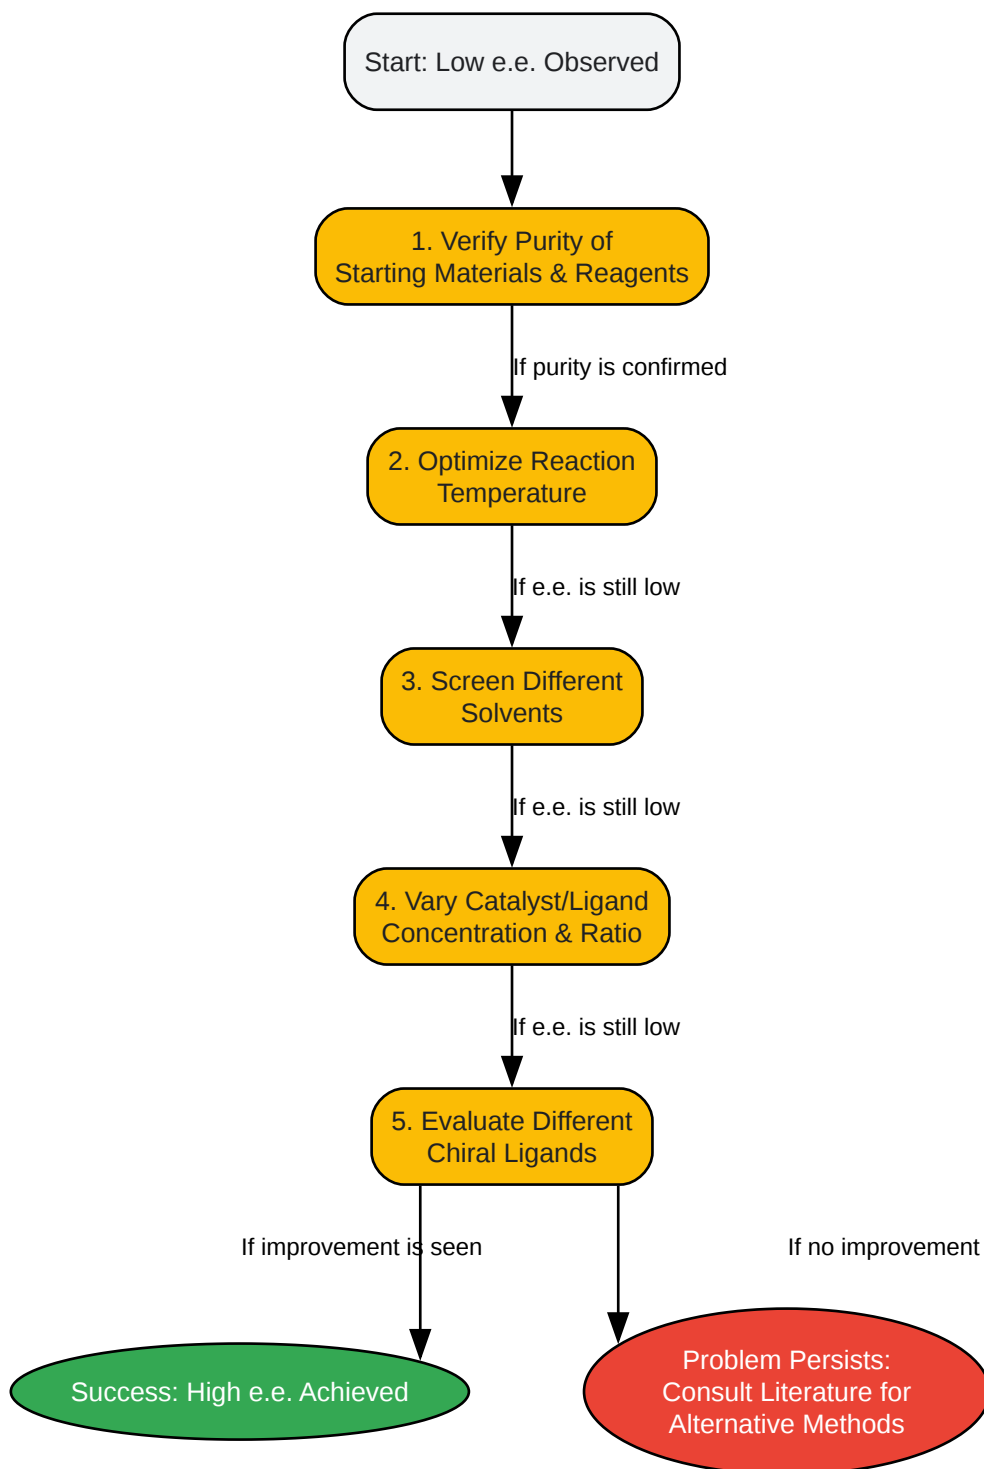 Start: Low e.e. Observed
1. Verify Purity of
Starting Materials & Reagents
If purity is confirmed
2. Optimize Reaction
Temperature
If e.e. is still low
3. Screen Different
Solvents
If e.e. is still low
4. Vary Catalyst/Ligand
Concentration & Ratio
If e.e. is still low
5. Evaluate Different
Chiral Ligands
If improvement is seen
If no improvement
Success: High e.e. Achieved
Problem Persists:
Consult Literature for
Alternative Methods